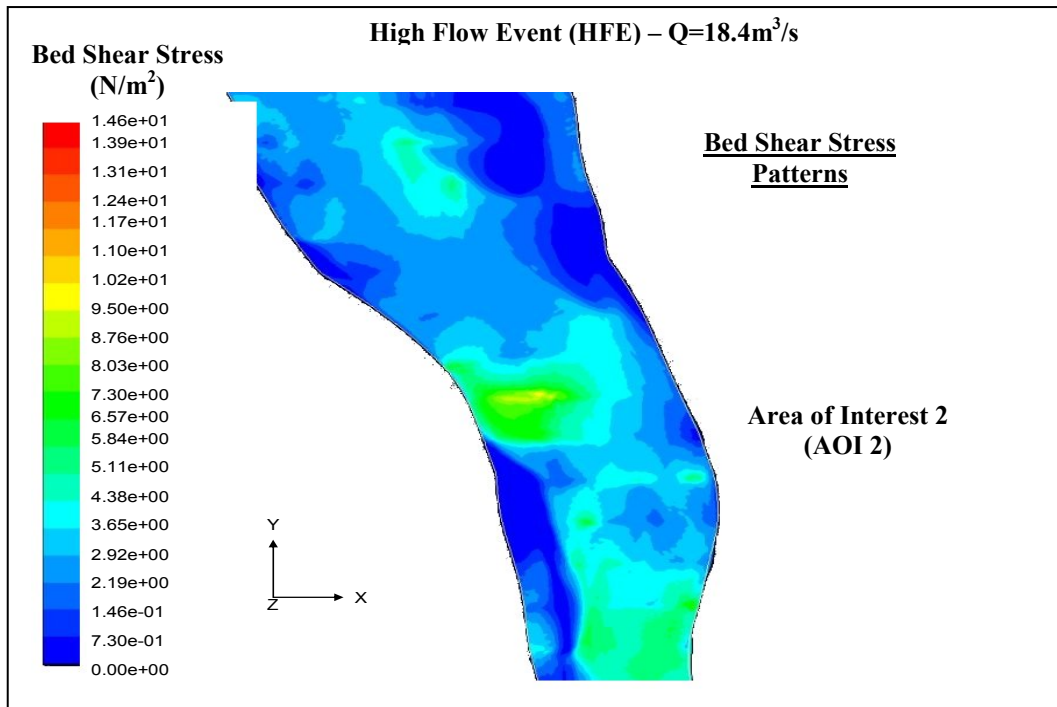 High Flow Event (HFE) – Q=18.4m³/s
Bed Shear Stress
(N/m²)
1.46e+01
1.39e+01
1.31e+01
1.24e+01
1.17e+01
1.10e+01
1.02e+01
9.50e+00
8.76e+00
8.03e+00
7.30e+00
6.57e+00
5.84e+00
5.11e+00
4.38e+00
3.65e+00
2.92e+00
2.19e+00
1.46e-01
7.30e-01
0.00e+00
Bed Shear Stress
Patterns
Area of Interest 2
(AOI 2)
Y
Z
X